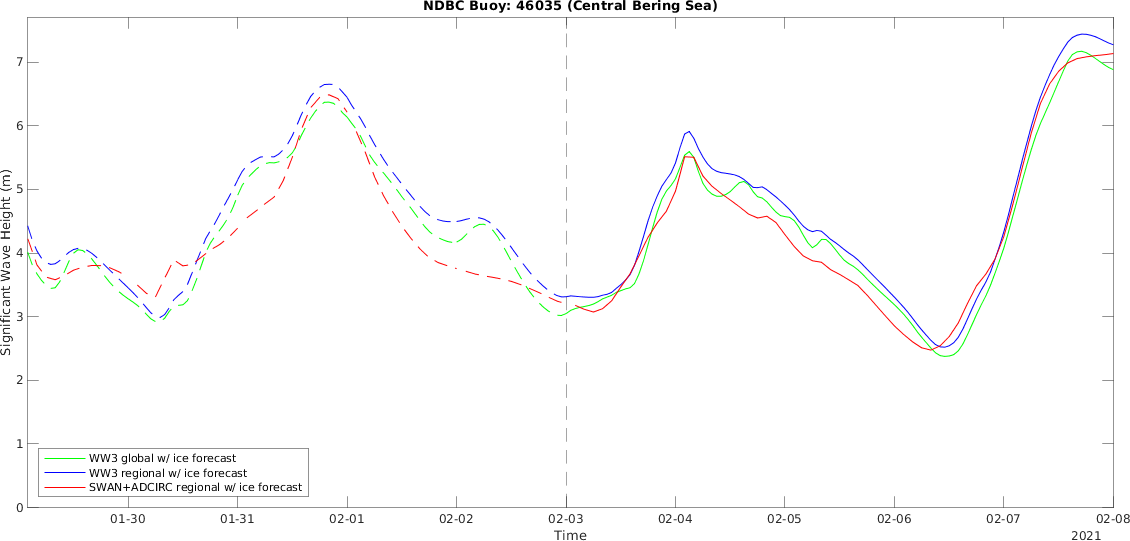 NDBC Buoy: 46035 (Central Bering Sea)
Significant Wave Height (m)
7
6
5
4
3
2
1
0
WW3 global w/ ice forecast
WW3 regional w/ ice forecast
SWAN+ADCIRC regional w/ ice forecast
01-30 01-31 02-01 02-02 02-03 02-04 02-05 02-06 02-07 02-08
Time
2021